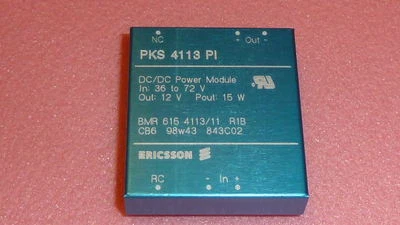 NC + Out -
PKS 4113 PI
DC/DC Power Module
In: 36 to 72 V
Out: 12 V Pout: 15 W
BMR 615 4113/11 R1B
CB6 98w43 843C02
ERICSSON
RC - In +